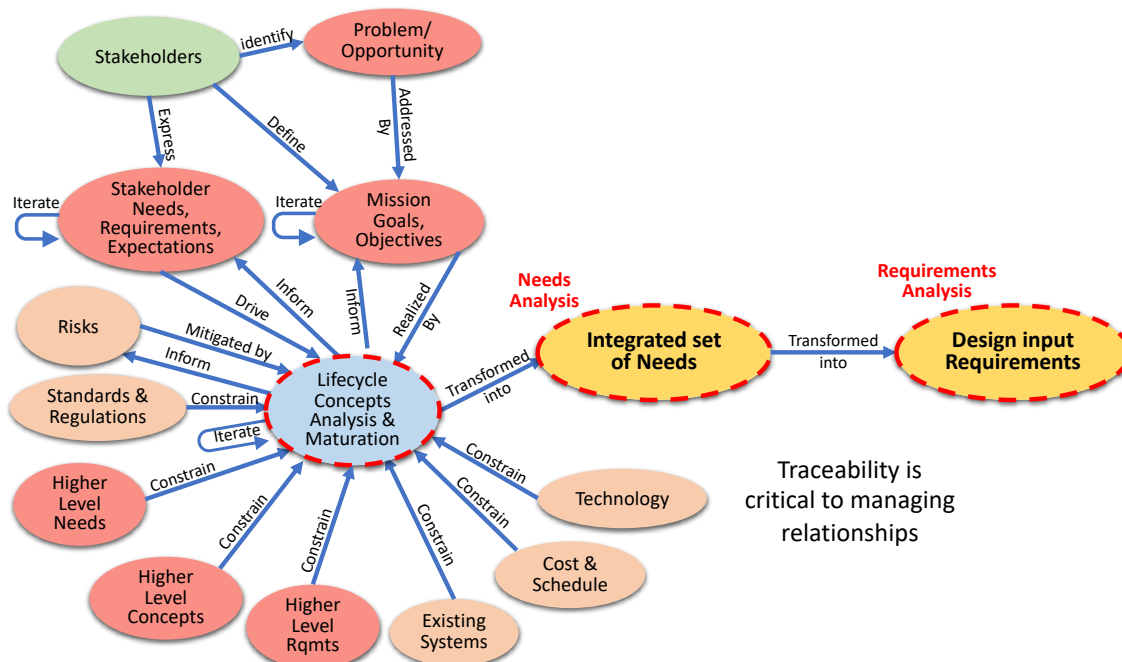 Stakeholders
identify
Problem/
Opportunity
Express
Define
Addressed
By
Iterate
Stakeholder
Needs,
Requirements,
Expectations
Iterate
Mission
Goals,
Objectives
Drive
Inform
Inform
Realized
By
Needs
Analysis
Requirements
Analysis
Risks
Mitigated by
Inform
Integrated set
of Needs
Transformed
into
Design input
Requirements
Standards &
Regulations
Constrain
Lifecycle
Concepts
Analysis &
Maturation
Transformed
into
Iterate
Higher
Level
Needs
Constrain
Constrain
Higher
Level
Concepts
Constrain
Higher
Level
Rqmts
Constrain
Existing
Systems
Constrain
Cost &
Schedule
Constrain
Technology
Traceability is
critical to managing
relationships